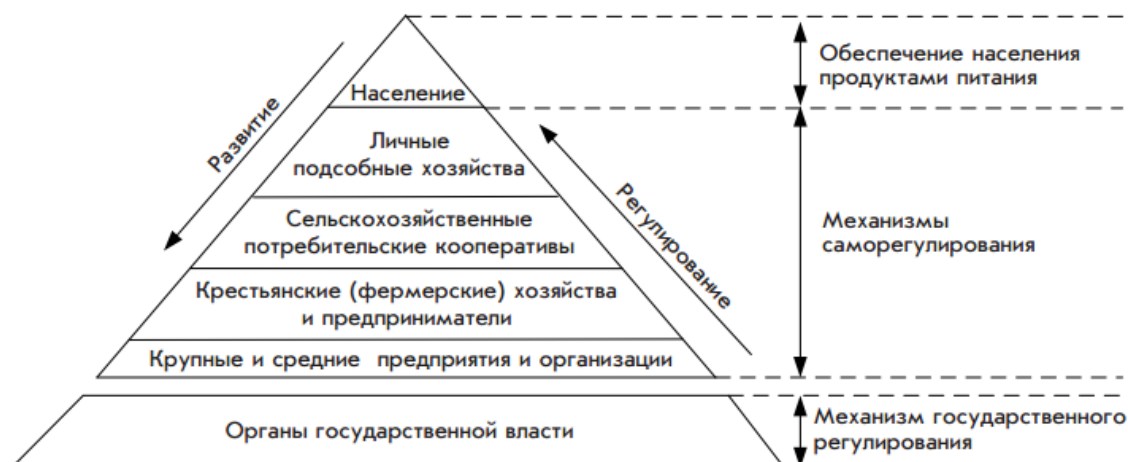 Обеспечение населения
продуктами питания
Население
Развитие
Личные
подсобные хозяйства
Регулирование
Сельскохозяйственные
потребительские кооперативы
Механизмы
саморегулирования
Крестьянские (фермерские) хозяйства
и предприниматели
Крупные и средние предприятия и организации
Органы государственной власти
Механизм государственного
регулирования